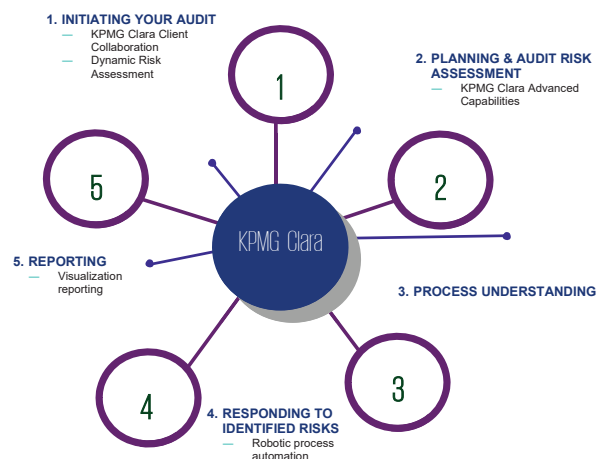 1. INITIATING YOUR AUDIT
— KPMG Clara Client
Collaboration
— Dynamic Risk
Assessment
1
2. PLANNING & AUDIT RISK
ASSESSMENT
— KPMG Clara Advanced
Capabilities
2
5
KPMG Clara
5. REPORTING
— Visualization
reporting
3. PROCESS UNDERSTANDING
3
4
4. RESPONDING TO
IDENTIFIED RISKS
— Robotic process
automation